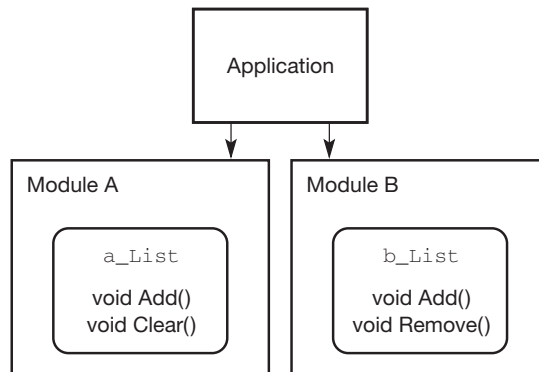 Application
Module A
a_List
void Add()
void Clear()
Module B
b_List
void Add()
void Remove()